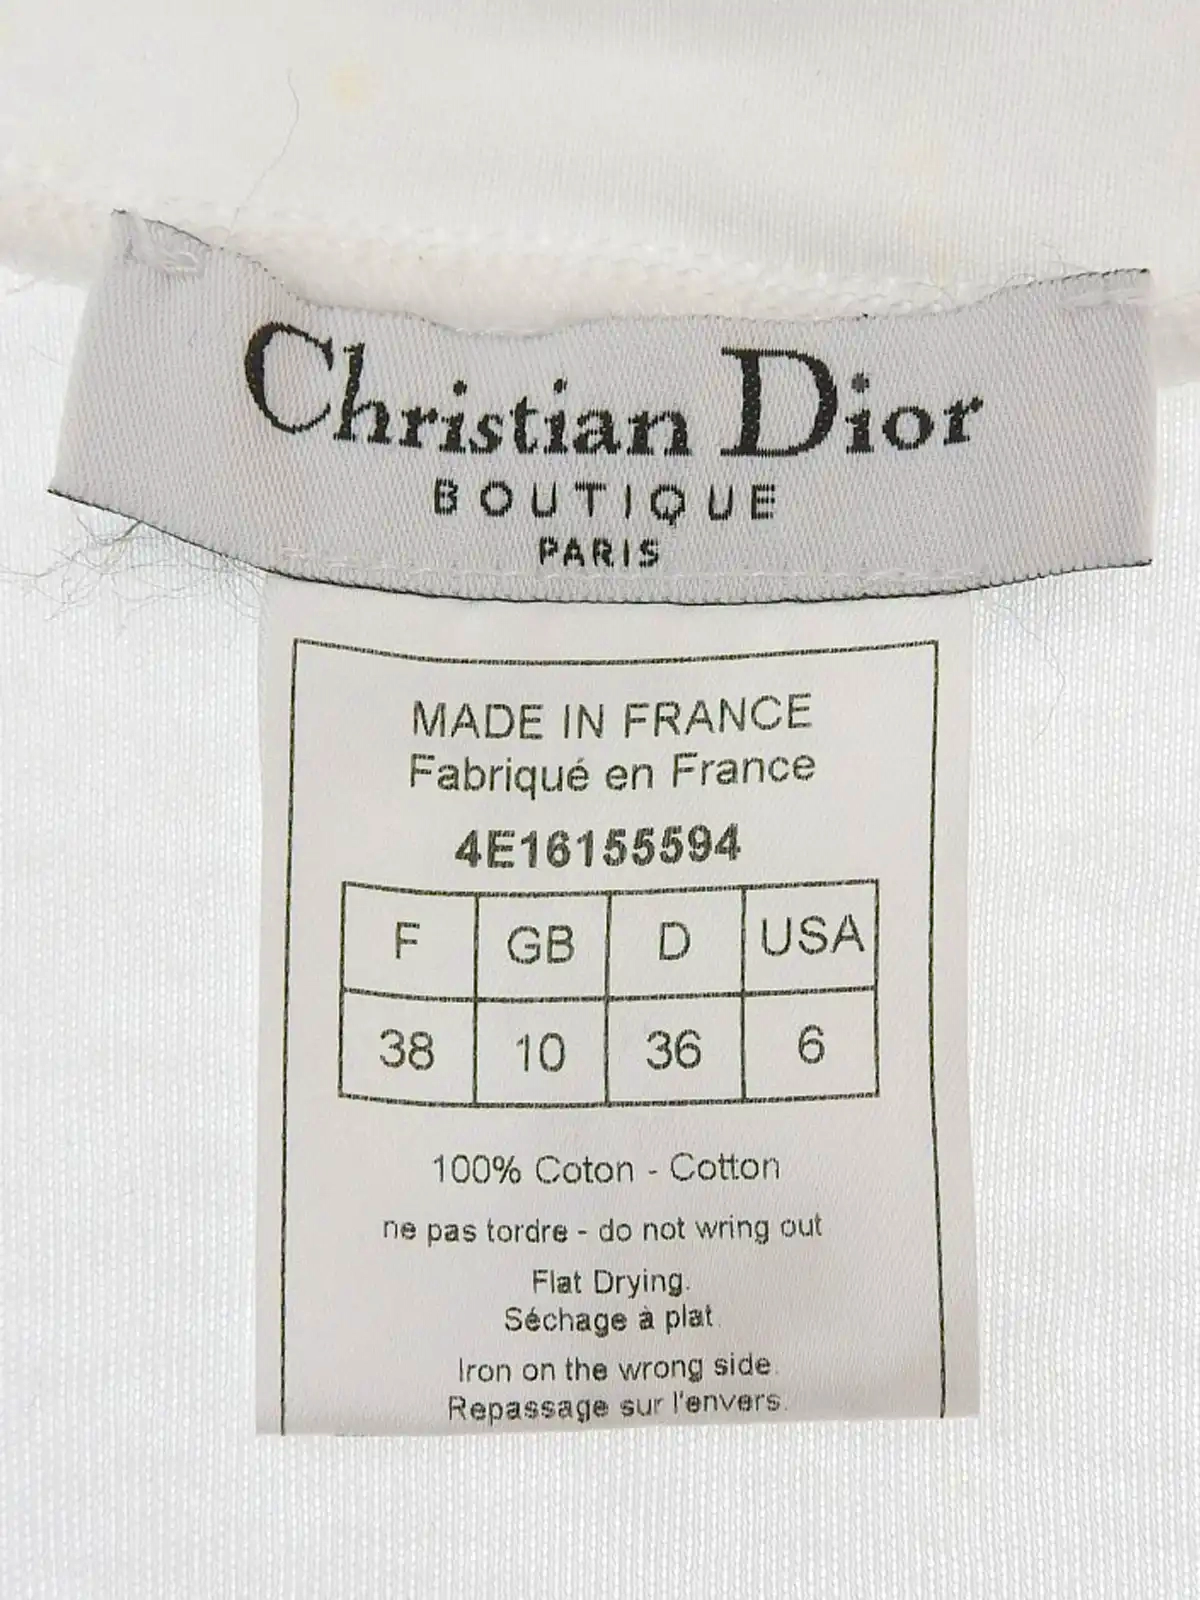 Christian Dior
BOUTIQUE
PARIS
MADE IN FRANCE
Fabriqué en France
4E16155594
F GB D USA
38 10 36 6
100% Coton - Cotton
ne pas tordre - do not wring out
Flat Drying.
Séchage à plat.
Iron on the wrong side.
Repassage sur l'envers.